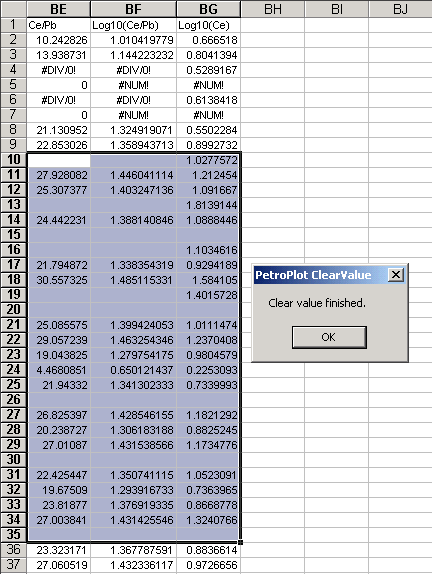 BE BF BG BH BI BJ
1 Ce/Pb Log10(Ce/Pb) Log10(Ce)
2 10.242826 1.010419779 0.666518
3 13.938731 1.144223232 0.8041394
4 #DIV/0! #DIV/0! 0.5289167
5 0 #NUM! #NUM!
6 #DIV/0! #DIV/0! 0.6138418
7 0 #NUM! #NUM!
8 21.130952 1.324919071 0.5502284
9 22.853026 1.358943713 0.8992732
10 1.0277572
11 27.928082 1.446041114 1.212454
12 25.307377 1.403247136 1.091667
13 1.8139144
14 24.442231 1.388140846 1.0888446
15
16 1.1034616
17 21.794872 1.338354319 0.9294189
18 30.557325 1.485115331 1.584105
19 1.4015728
20
21 25.085575 1.399424053 1.0111474
22 29.057239 1.463254346 1.2370408
23 19.043825 1.279754175 0.9804579
24 4.4680851 0.650121437 0.2253093
25 21.94332 1.341302333 0.7339993
26
27 26.825397 1.428546155 1.1821292
28 20.238727 1.306183188 0.8825245
29 27.01087 1.431538566 1.1734776
30
31 22.425447 1.350741115 1.0523091
32 19.67509 1.293916733 0.7363965
33 23.81877 1.376919335 0.8668778
34 27.003841 1.431425546 1.3240766
35
36 23.323171 1.367787591 0.8836614
37 27.060519 1.432336117 0.9726656
PetroPlot ClearValue
Clear value finished.
OK